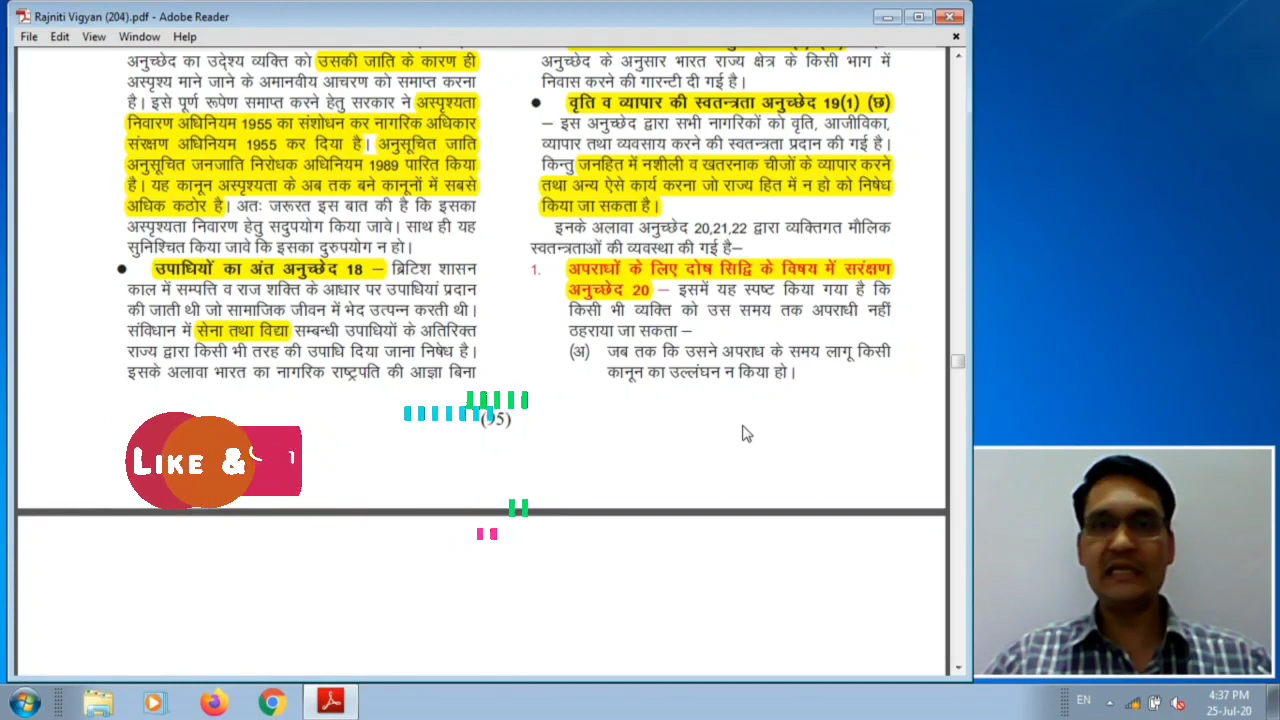 Rajniti Vigyan (204).pdf - Adobe Reader
File Edit View Window Help
अनुच्छेद का उद्देश्य व्यक्ति को उसकी जाति के कारण ही
अस्पृश्य माने जाने के अमानवीय आचरण को समाप्त करना
है। इसे पूर्ण रूपेण समाप्त करने हेतु सरकार ने अस्पृश्यता
निवारण अधिनियम 1955 का संशोधन कर नागरिक अधिकार
संरक्षण अधिनियम 1955 कर दिया है। अनुसूचित जाति
अनुसूचित जनजाति निरोधक अधिनियम 1989 पारित किया
है। यह कानून अस्पृश्यता के अब तक बने कानूनों में सबसे
अधिक कठोर है। अतः जरूरत इस बात की है कि इसका
अस्पृश्यता निवारण हेतु सदुपयोग किया जावे। साथ ही यह
सुनिश्चित किया जावे कि इसका दुरुपयोग न हो।
● उपाधियों का अंत अनुच्छेद 18 – ब्रिटिश शासन
काल में सम्पत्ति व राज शक्ति के आधार पर उपाधियां प्रदान
की जाती थी जो सामाजिक जीवन में भेद उत्पन्न करती थी।
संविधान में सेना तथा विद्या सम्बन्धी उपाधियों के अतिरिक्त
राज्य द्वारा किसी भी तरह की उपाधि दिया जाना निषेध है।
इसके अलावा भारत का नागरिक राष्ट्रपति की आज्ञा बिना
अनुच्छेद के अनुसार भारत राज्य क्षेत्र के किसी भाग में
निवास करने की गारन्टी दी गई है।
● वृति व व्यापार की स्वतन्त्रता अनुच्छेद 19(1) (छ)
– इस अनुच्छेद द्वारा सभी नागरिकों को वृति, आजीविका,
व्यापार तथा व्यवसाय करने की स्वतन्त्रता प्रदान की गई है।
किन्तु जनहित में नशीली व खतरनाक चीजों के व्यापार करने
तथा अन्य ऐसे कार्य करना जो राज्य हित में न हो को निषेध
किया जा सकता है।
इनके अलावा अनुच्छेद 20,21,22 द्वारा व्यक्तिगत मौलिक
स्वतन्त्रताओं की व्यवस्था की गई है–
1. अपराधों के लिए दोष सिद्वि के विषय में सरंक्षण
अनुच्छेद 20 – इसमें यह स्पष्ट किया गया है कि
किसी भी व्यक्ति को उस समय तक अपराधी नहीं
ठहराया जा सकता –
(अ) जब तक कि उसने अपराध के समय लागू किसी
कानून का उल्लंघन न किया हो।
(95)
LIKE &
EN
4:37 PM
25-Jul-20